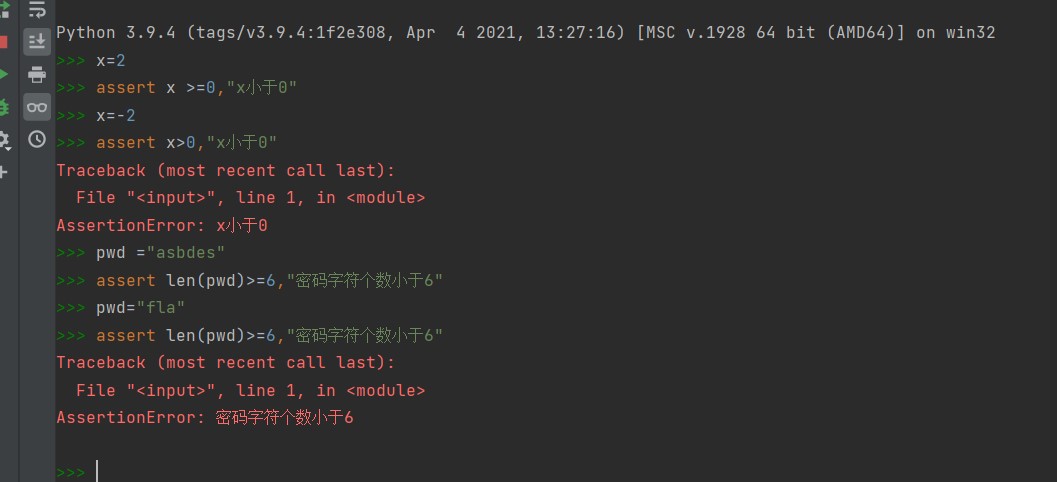 Python 3.9.4 (tags/v3.9.4:1f2e308, Apr  4 2021, 13:27:16) [MSC v.1928 64 bit (AMD64)] on win32
>>> x=2
>>> assert x >=0,"x小于0"
>>> x=-2
>>> assert x>0,"x小于0"
Traceback (most recent call last):
  File "<input>", line 1, in <module>
AssertionError: x小于0
>>> pwd ="asbdes"
>>> assert len(pwd)>=6,"密码字符个数小于6"
>>> pwd="fla"
>>> assert len(pwd)>=6,"密码字符个数小于6"
Traceback (most recent call last):
  File "<input>", line 1, in <module>
AssertionError: 密码字符个数小于6
>>>